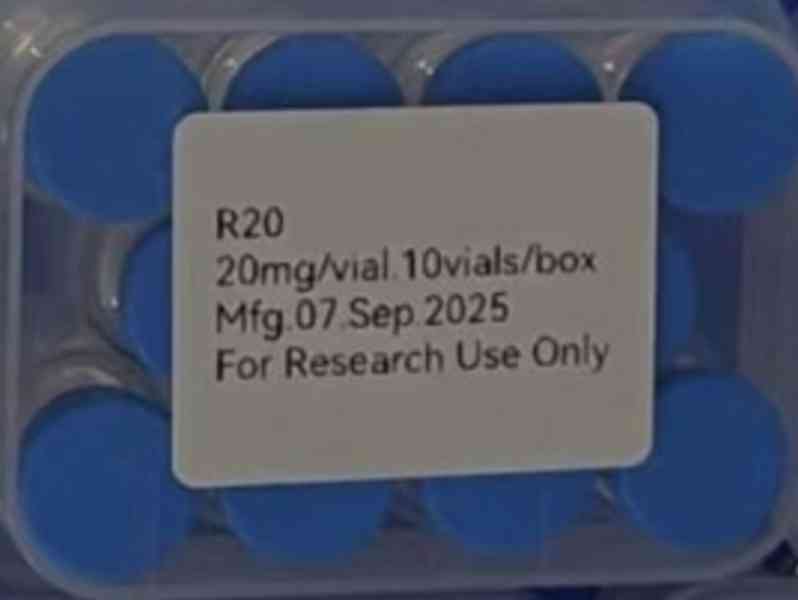 R20
20mg/vial.10vials/box
Mfg.07.Sep.2025
For Research Use Only